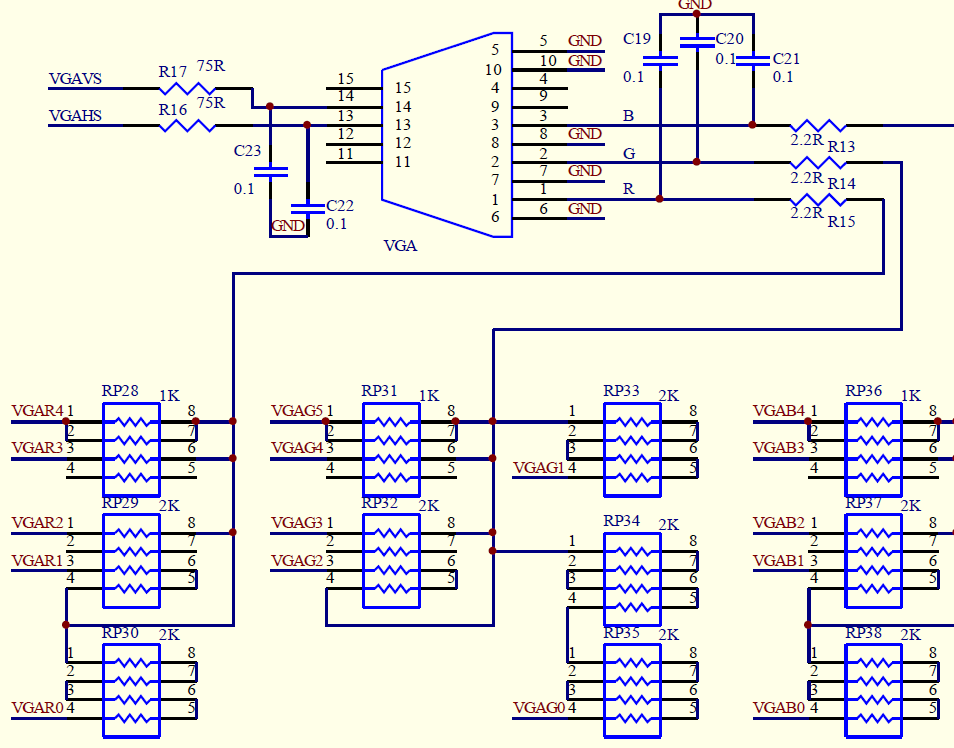 GND
C19 C20 C21
0.1 0.1 0.1
VGAVS R17 75R
VGAHS R16 75R
C23 0.1
C22 0.1
GND
15 15
14 14
13 13
12 12
11 11
5 5 GND
10 10 GND
4 4
9 9
3 3 B
8 8 GND
2 2 G
7 7 GND
1 1 R
6 6 GND
VGA
2.2R R13
2.2R R14
2.2R R15
RP28 1K
VGAR4 1 8
2 7
VGAR3 3 6
4 5
RP29 2K
VGAR2 1 8
2 7
VGAR1 3 6
4 5
RP30 2K
1 8
2 7
3 6
VGAR0 4 5
RP31 1K
VGAG5 1 8
2 7
VGAG4 3 6
4 5
RP32 2K
VGAG3 1 8
2 7
VGAG2 3 6
4 5
RP33 2K
1 8
2 7
3 6
VGAG1 4 5
RP34 2K
1 8
2 7
3 6
4 5
RP35 2K
1 8
2 7
3 6
VGAG0 4 5
RP36 1K
VGAB4 1 8
2 7
VGAB3 3 6
4 5
RP37 2K
VGAB2 1 8
2 7
VGAB1 3 6
4 5
RP38 2K
1 8
2 7
3 6
VGAB0 4 5